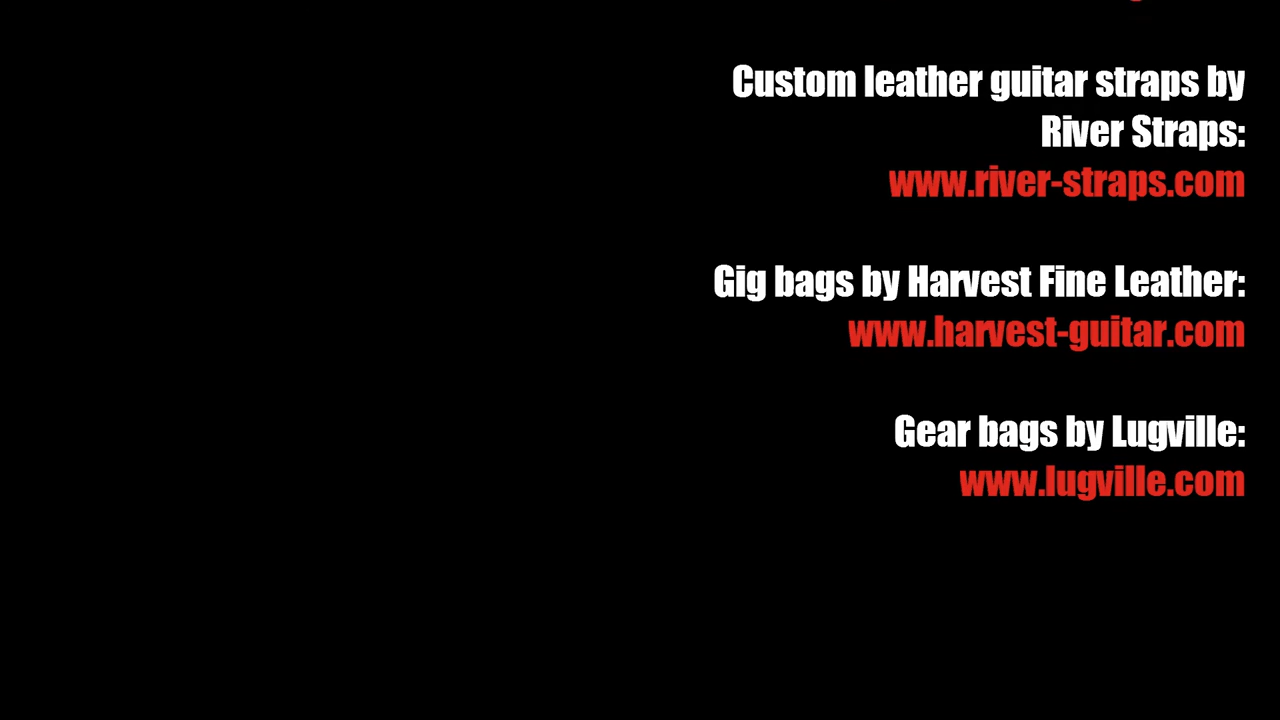 Custom leather guitar straps by
River Straps:
www.river-straps.com
Gig bags by Harvest Fine Leather:
www.harvest-guitar.com
Gear bags by Lugville:
www.lugville.com